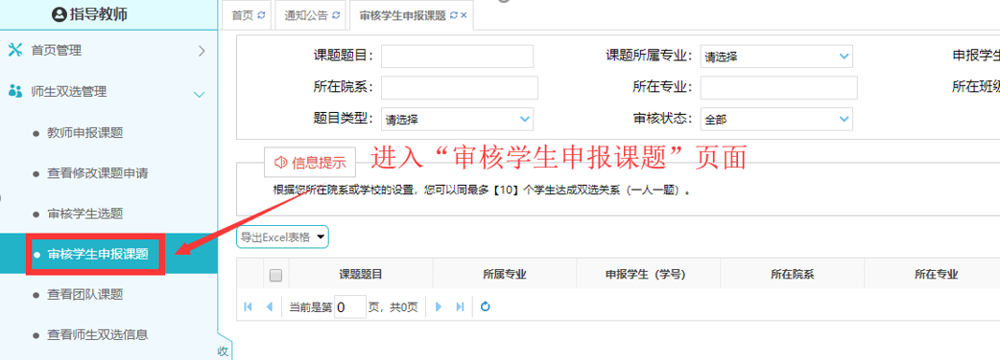 指导教师
首页 通知公告 审核学生申报课题
首页管理
师生双选管理
教师申报课题
查看修改课题申请
审核学生选题
审核学生申报课题
查看团队课题
查看师生双选信息
收
课题题目： 课题所属专业： 请选择 申报学生
所在院系： 所在专业： 所在班级
题目类型： 请选择 审核状态： 全部
信息提示 进入“审核学生申报课题”页面
根据您所在院系或学校的设置，您可以同最多【10】个学生达成双选关系（一人一题）。
导出Excel表格
课题题目 所属专业 申报学生（学号） 所在院系 所在专业
当前是第 0 页，共0页